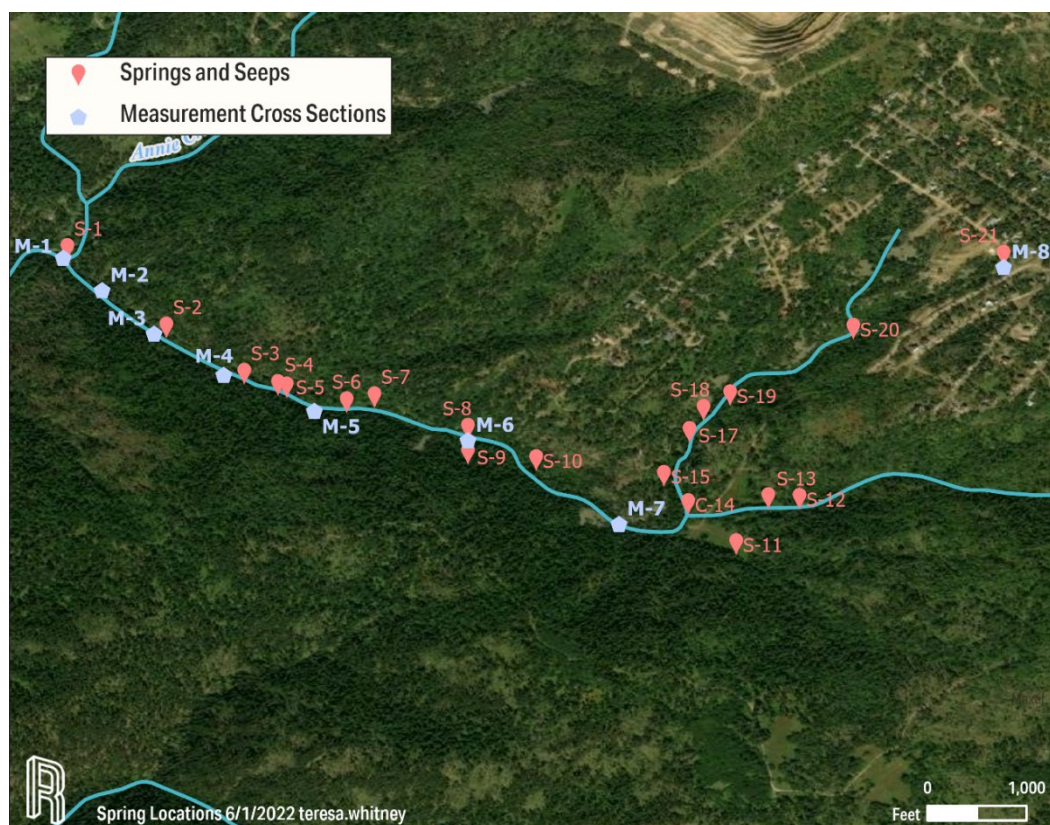 Springs and Seeps
Measurement Cross Sections
Annie C
S-1
M-1
M-2
S-2
M-3
S-3
M-4
S-4
S-5
M-5
S-6
S-7
S-8
M-6
S-9
S-10
M-7
S-21
M-8
S-20
S-19
S-18
S-17
S-15
S-13
S-12
C-14
S-11
Spring Locations 6/1/2022 teresa.whitney
0 1,000
Feet